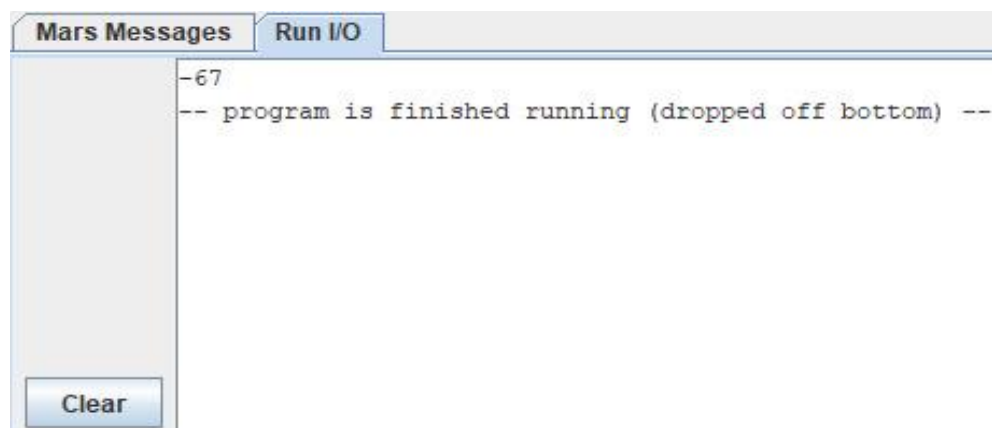 Mars Messages Run I/O
-67
-- program is finished running (dropped off bottom) --
Clear